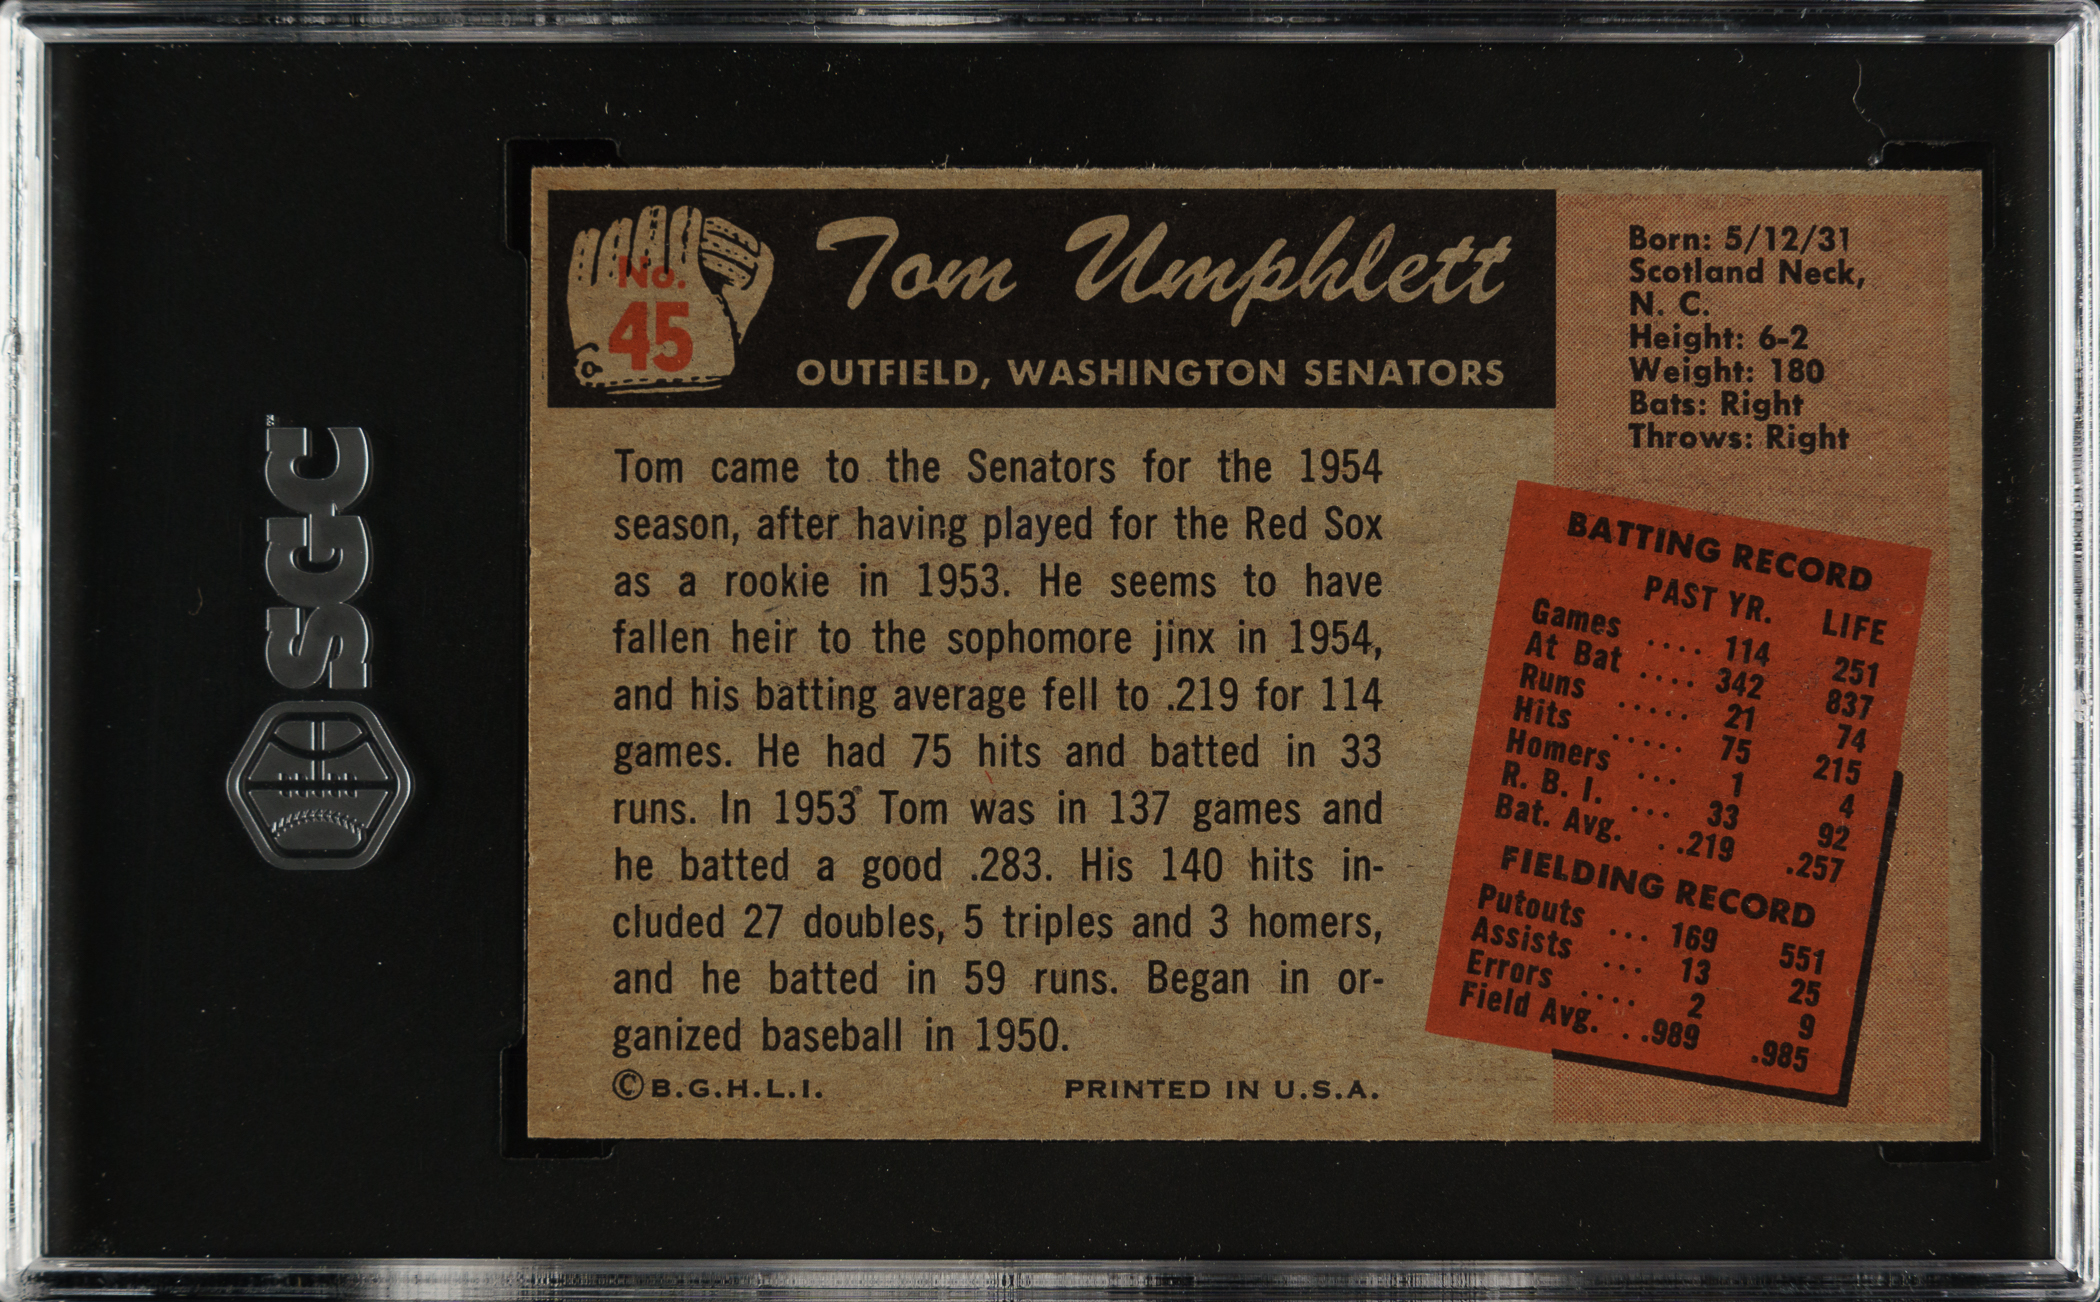 SGC
No.
45
Tom Umphlett
OUTFIELD, WASHINGTON SENATORS
Born: 5/12/31
Scotland Neck,
N. C.
Height: 6-2
Weight: 180
Bats: Right
Throws: Right
Tom came to the Senators for the 1954
season, after having played for the Red Sox
as a rookie in 1953. He seems to have
fallen heir to the sophomore jinx in 1954,
and his batting average fell to .219 for 114
games. He had 75 hits and batted in 33
runs. In 1953 Tom was in 137 games and
he batted a good .283. His 140 hits in-
cluded 27 doubles, 5 triples and 3 homers,
and he batted in 59 runs. Began in or-
ganized baseball in 1950.
© B.G.H.L.I. PRINTED IN U.S.A.
BATTING RECORD
PAST YR. LIFE
Games .... 114 251
At Bat .... 342 837
Runs ..... 21 74
Hits ..... 75 215
Homers ... 1 4
R. B. I. ... 33 92
Bat. Avg. ..219 .257
FIELDING RECORD
Putouts ... 169 551
Assists ... 13 25
Errors .... 2 9
Field Avg. ..989 .985